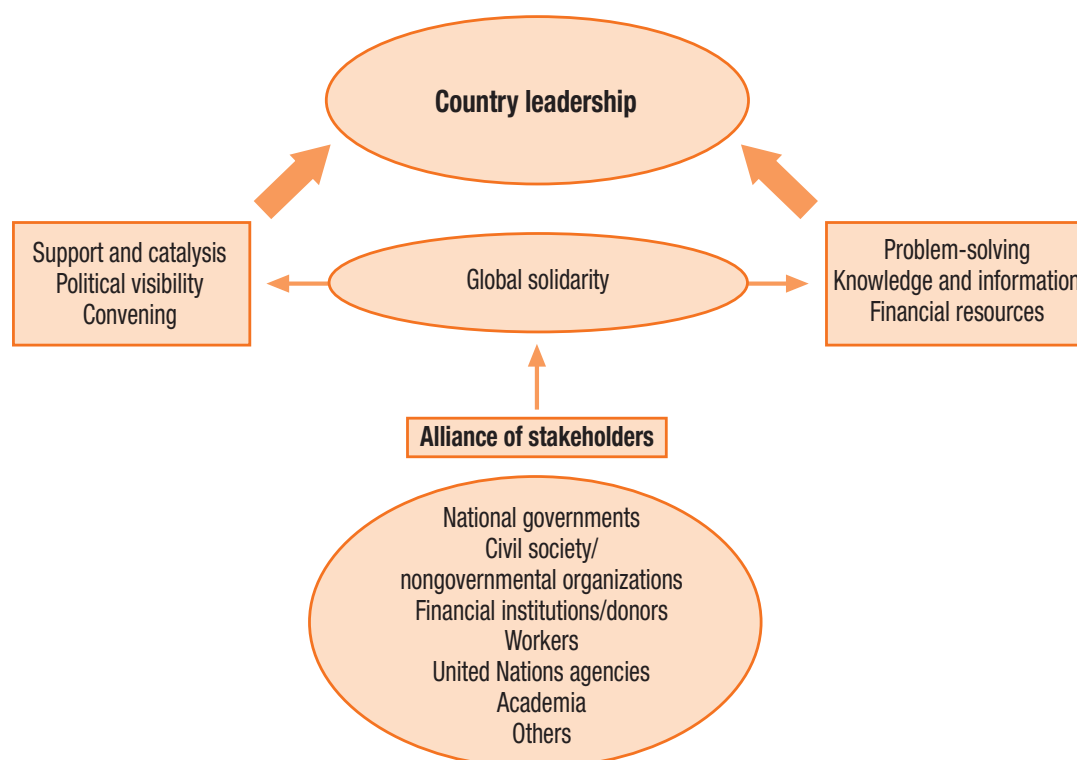 Country leadership
Support and catalysis
Political visibility
Convening
Global solidarity
Problem-solving
Knowledge and information
Financial resources
Alliance of stakeholders
National governments
Civil society/
nongovernmental organizations
Financial institutions/donors
Workers
United Nations agencies
Academia
Others